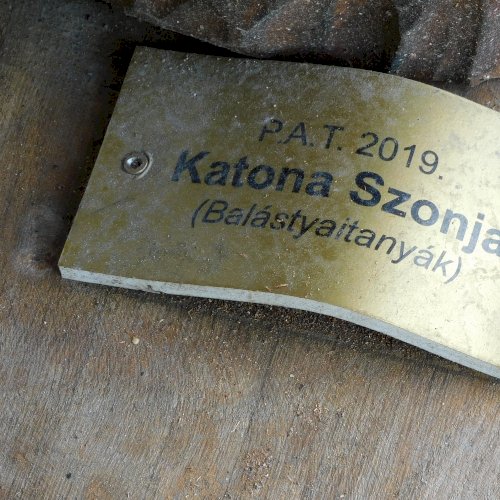 P.A.T. 2019.
Katona Szonja
(Balástyaitanyák)